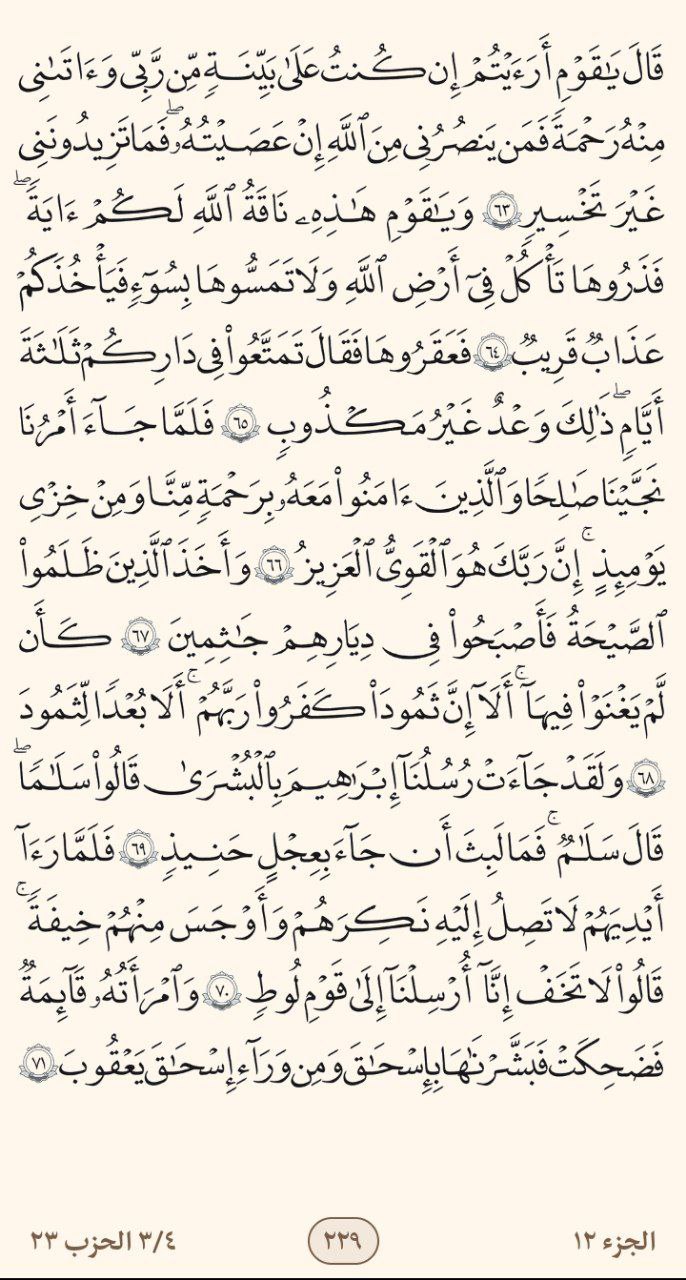 قَالَ يَٰقَوْمِ أَرَءَيْتُمْ إِن كُنتُ عَلَىٰ بَيِّنَةٍ مِّن رَّبِّى وَءَاتَىٰنِى
مِنْهُ رَحْمَةً فَمَن يَنصُرُنِى مِنَ ٱللَّهِ إِنْ عَصَيْتُهُۥ ۖ فَمَا تَزِيدُونَنِى
غَيْرَ تَخْسِيرٍ ٦٣ وَيَٰقَوْمِ هَٰذِهِۦ نَاقَةُ ٱللَّهِ لَكُمْ ءَايَةً ۖ
فَذَرُوهَا تَأْكُلْ فِىٓ أَرْضِ ٱللَّهِ وَلَا تَمَسُّوهَا بِسُوٓءٍ فَيَأْخُذَكُمْ
عَذَابٌ قَرِيبٌ ٦٤ فَعَقَرُوهَا فَقَالَ تَمَتَّعُوا۟ فِى دَارِكُمْ ثَلَٰثَةَ
أَيَّامٍ ۖ ذَٰلِكَ وَعْدٌ غَيْرُ مَكْذُوبٍ ٦٥ فَلَمَّا جَآءَ أَمْرُنَا
نَجَّيْنَا صَٰلِحًا وَٱلَّذِينَ ءَامَنُوا۟ مَعَهُۥ بِرَحْمَةٍ مِّنَّا وَمِنْ خِزْىِ
يَوْمِئِذٍ ۗ إِنَّ رَبَّكَ هُوَ ٱلْقَوِىُّ ٱلْعَزِيزُ ٦٦ وَأَخَذَ ٱلَّذِينَ ظَلَمُوا۟
ٱلصَّيْحَةُ فَأَصْبَحُوا۟ فِى دِيَٰرِهِمْ جَٰثِمِينَ ٦٧ كَأَن
لَّمْ يَغْنَوْا۟ فِيهَآ ۗ أَلَآ إِنَّ ثَمُودَا۟ كَفَرُوا۟ رَبَّهُمْ ۗ أَلَا بُعْدًا لِّثَمُودَ
٦٨ وَلَقَدْ جَآءَتْ رُسُلُنَآ إِبْرَٰهِيمَ بِٱلْبُشْرَىٰ قَالُوا۟ سَلَٰمًا ۖ
قَالَ سَلَٰمٌ ۖ فَمَا لَبِثَ أَن جَآءَ بِعِجْلٍ حَنِيذٍ ٦٩ فَلَمَّا رَءَآ
أَيْدِيَهُمْ لَا تَصِلُ إِلَيْهِ نَكِرَهُمْ وَأَوْجَسَ مِنْهُمْ خِيفَةً ۚ
قَالُوا۟ لَا تَخَفْ إِنَّآ أُرْسِلْنَآ إِلَىٰ قَوْمِ لُوطٍ ٧٠ وَٱمْرَأَتُهُۥ قَآئِمَةٌ
فَضَحِكَتْ فَبَشَّرْنَٰهَا بِإِسْحَٰقَ وَمِن وَرَآءِ إِسْحَٰقَ يَعْقُوبَ ٧١
الجزء ١٢ ٢٢٩ ٣/٤ الحزب ٢٣